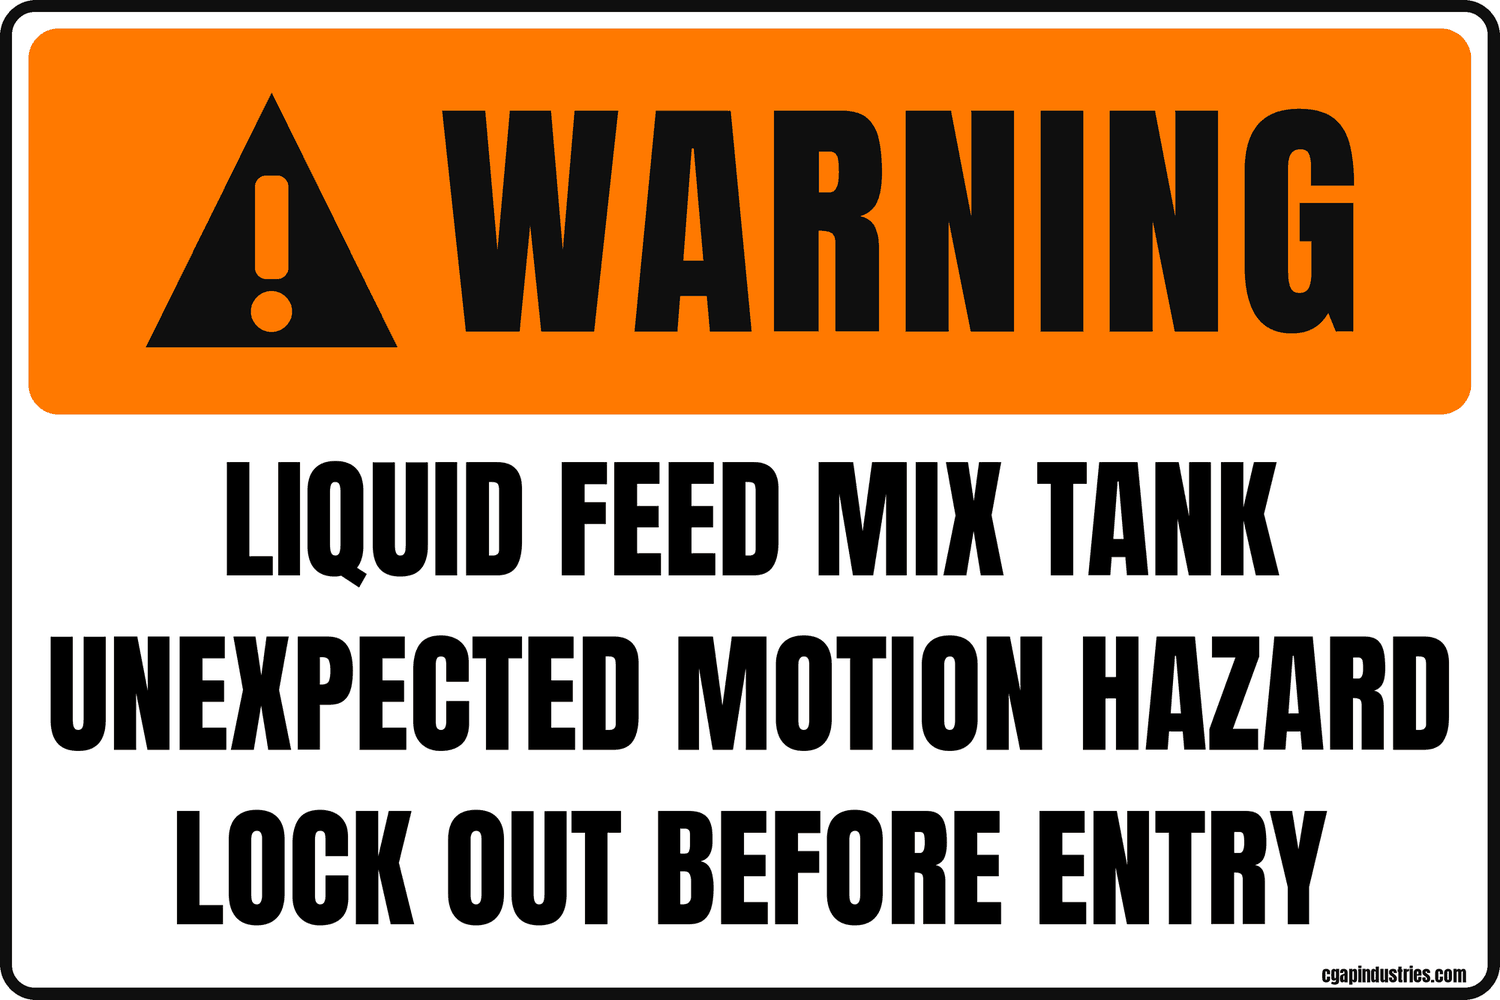 WARNING
LIQUID FEED MIX TANK
UNEXPECTED MOTION HAZARD
LOCK OUT BEFORE ENTRY
cgapindustries.com